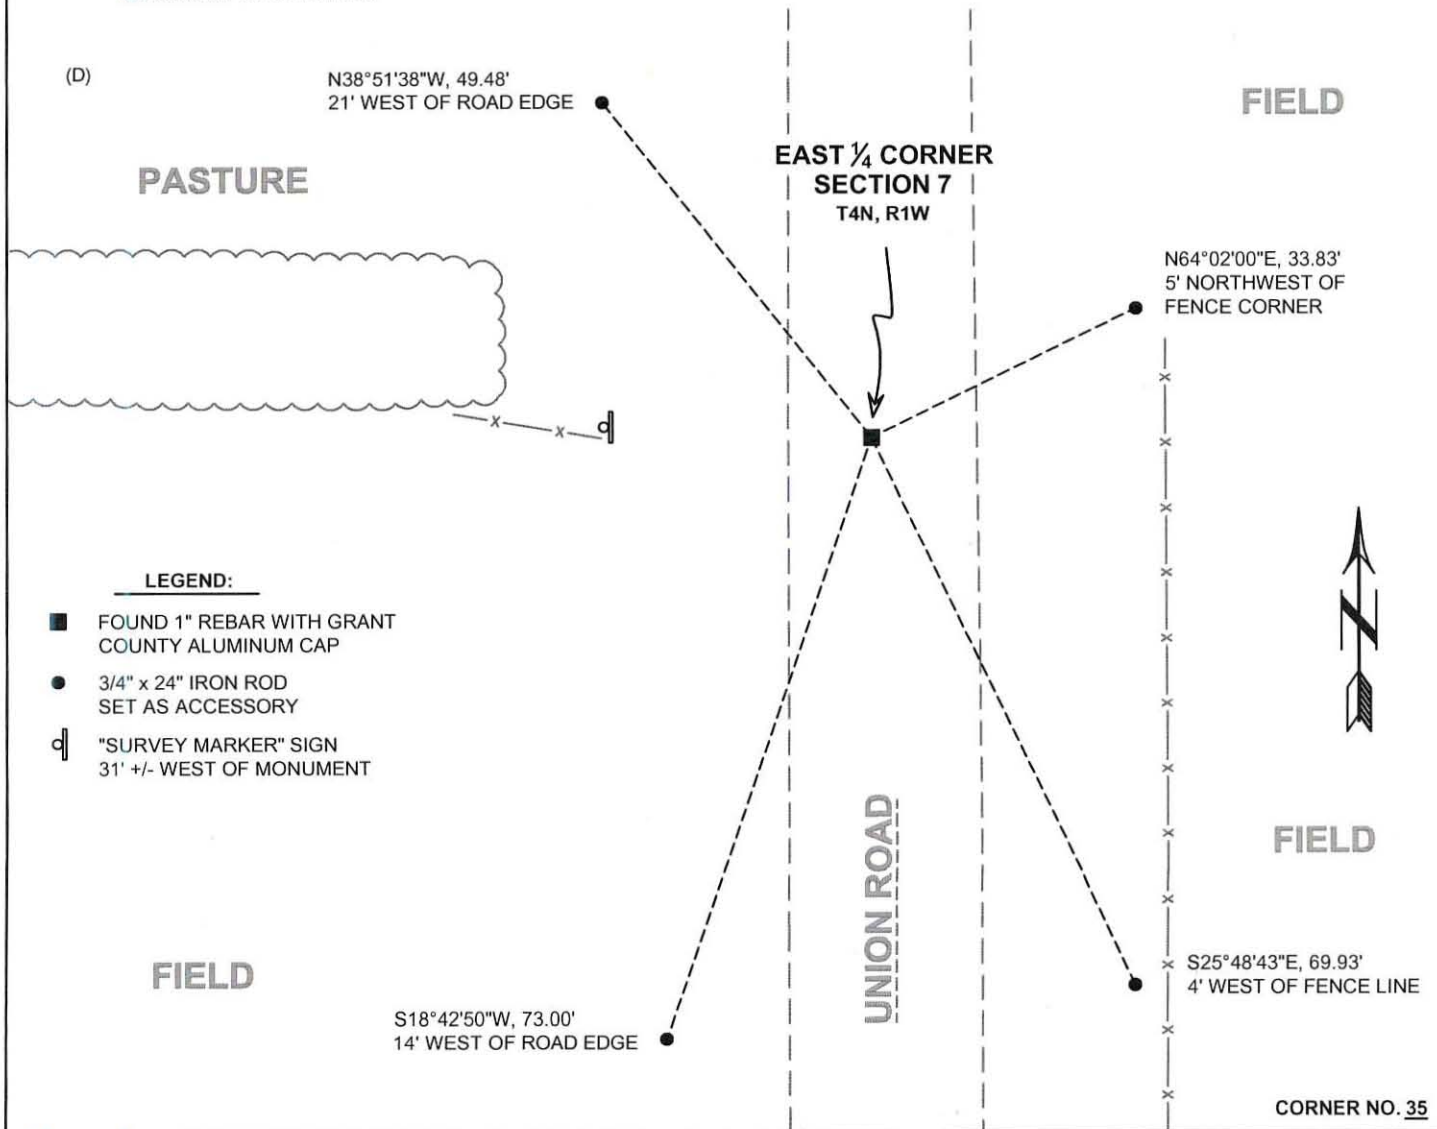 (D)
N38°51'38"W, 49.48'
21' WEST OF ROAD EDGE
FIELD
PASTURE
EAST 1/4 CORNER
SECTION 7
T4N, R1W
N64°02'00"E, 33.83'
5' NORTHWEST OF
FENCE CORNER
LEGEND:
FOUND 1" REBAR WITH GRANT
COUNTY ALUMINUM CAP
3/4" x 24" IRON ROD
SET AS ACCESSORY
"SURVEY MARKER" SIGN
31' +/- WEST OF MONUMENT
N
UNION ROAD
FIELD
FIELD
S25°48'43"E, 69.93'
4' WEST OF FENCE LINE
S18°42'50"W, 73.00'
14' WEST OF ROAD EDGE
CORNER NO. 35